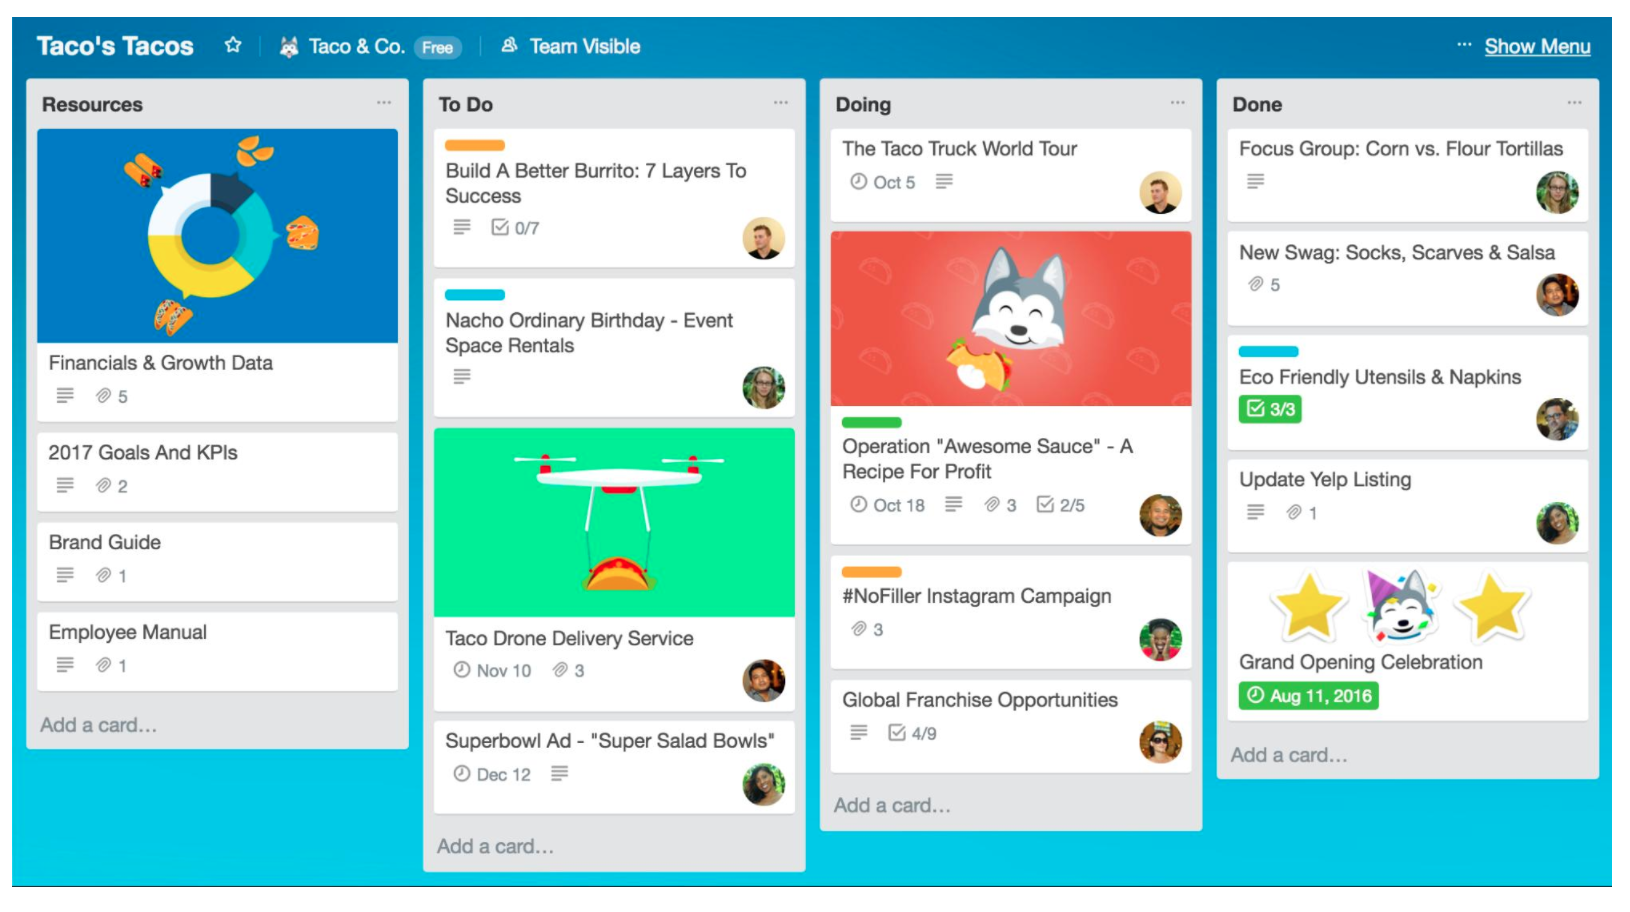 Taco's Tacos
Taco & Co. Free
Team Visible
Show Menu
Resources
Financials & Growth Data
5
2017 Goals And KPIs
2
Brand Guide
1
Employee Manual
1
Add a card...
To Do
Build A Better Burrito: 7 Layers To
Success
0/7
Nacho Ordinary Birthday - Event
Space Rentals
Taco Drone Delivery Service
Nov 10 3
Superbowl Ad - "Super Salad Bowls"
Dec 12
Add a card...
Doing
The Taco Truck World Tour
Oct 5
Operation "Awesome Sauce" - A
Recipe For Profit
Oct 18 3 2/5
#NoFiller Instagram Campaign
3
Global Franchise Opportunities
4/9
Add a card...
Done
Focus Group: Corn vs. Flour Tortillas
New Swag: Socks, Scarves & Salsa
5
Eco Friendly Utensils & Napkins
3/3
Update Yelp Listing
1
Grand Opening Celebration
Aug 11, 2016
Add a card...